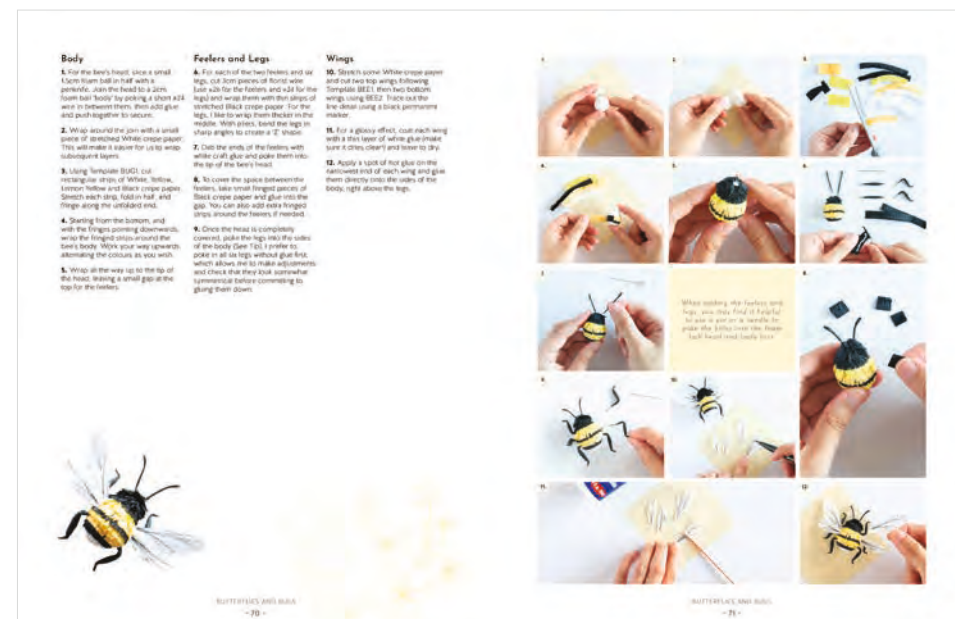 Body
1. For the bee's head, slice a small
1.5cm foam ball in half with a
penknife. Join the head to a 2cm
foam ball 'body' by poking a short x24
wire in between them, then add glue
and push together to secure.
2. Wrap around the join with a small
piece of stretched White crepe paper.
This will make it easier for us to wrap
subsequent layers.
3. Using Template BUG1, cut
rectangular strips of White, Yellow,
Lemon Yellow and Black crepe paper.
Stretch each strip, fold in half, and
fringe along the unfolded end.
4. Starting from the bottom, and
with the fringes pointing downwards,
wrap the fringed strips around the
bee's body. Work your way upwards
alternating the colours as you wish.
5. Wrap all the way up to the tip of
the head, leaving a small gap at the
top for the feelers.
Feelers and Legs
6. For each of the two feelers and six
legs, cut 3cm pieces of florist wire
(use x26 for the feelers and x24 for the
legs) and wrap them with thin strips of
stretched Black crepe paper. For the
legs, I like to wrap them thicker in the
middle. With pliers, bend the legs in
sharp angles to create a 'Z' shape.
7. Dab the ends of the feelers with
white craft glue and poke them into
the tip of the bee's head.
8. To cover the space between the
feelers, take small fringed pieces of
Black crepe paper and glue into the
gap. You can also add extra fringed
strips around the feelers if needed.
9. Once the head is completely
covered, poke the legs into the sides
of the body (See Tip). I prefer to
poke in all six legs without glue first,
which allows me to make adjustments
and check that they look somewhat
symmetrical before committing to
gluing them down.
Wings
10. Stretch some White crepe paper
and cut two top wings following
Template BEE1, then two bottom
wings using BEE2. Trace out the
line detail using a black permanent
marker.
11. For a glossy effect, coat each wing
with a thin layer of white glue (make
sure it dries clear!) and leave to dry.
12. Apply a spot of hot glue on the
narrowest end of each wing and glue
them directly onto the sides of the
body, right above the legs.
BUTTERFLIES AND BUGS
- 70 -
1.
2.
3.
4.
5.
6.
7.
When adding the feelers and
legs, you may find it helpful
to use a pin or a needle to
poke the holes into the foam
ball head and body first.
8.
9.
10.
11.
12.
BUTTERFLIES AND BUGS
- 71 -